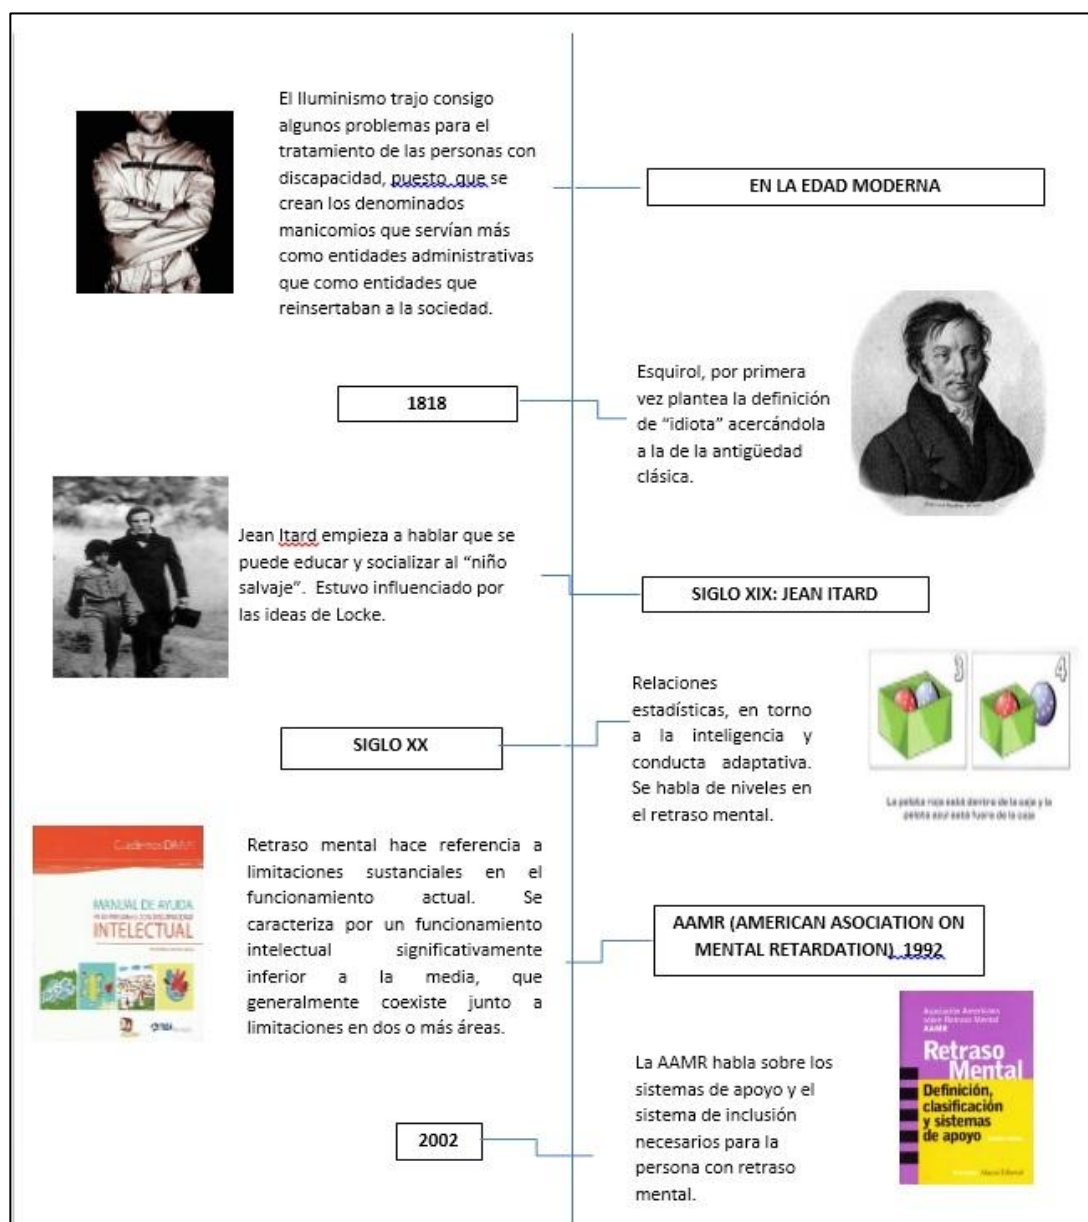 El Iluminismo trajo consigo
algunos problemas para el
tratamiento de las personas con
discapacidad, puesto que se
crean los denominados
manicomios que servían más
como entidades administrativas
que como entidades que
reinsertaban a la sociedad.
EN LA EDAD MODERNA
1818
Esquirol, por primera
vez plantea la definición
de “idiota” acercándola
a la de la antigüedad
clásica.
Jean Itard empieza a hablar que se
puede educar y socializar al “niño
salvaje”. Estuvo influenciado por
las ideas de Locke.
SIGLO XIX: JEAN ITARD
SIGLO XX
Relaciones
estadísticas, en torno
a la inteligencia y
conducta adaptativa.
Se habla de niveles en
el retraso mental.
3
4
La pelota roja está dentro de la caja y la
pelota azul está fuera de la caja
MANUAL DE AYUDA
INTELECTUAL
Retraso mental hace referencia a
limitaciones sustanciales en el
funcionamiento actual. Se
caracteriza por un funcionamiento
intelectual significativamente
inferior a la media, que
generalmente coexiste junto a
limitaciones en dos o más áreas.
AAMR (AMERICAN ASOCIATION ON
MENTAL RETARDATION) 1992
2002
La AAMR habla sobre los
sistemas de apoyo y el
sistema de inclusión
necesarios para la
persona con retraso
mental.
Asociación Americana
sobre Retraso Mental
AAMR
Retraso
Mental
Definición,
clasificación
y sistemas
de apoyo
Alianza Editorial